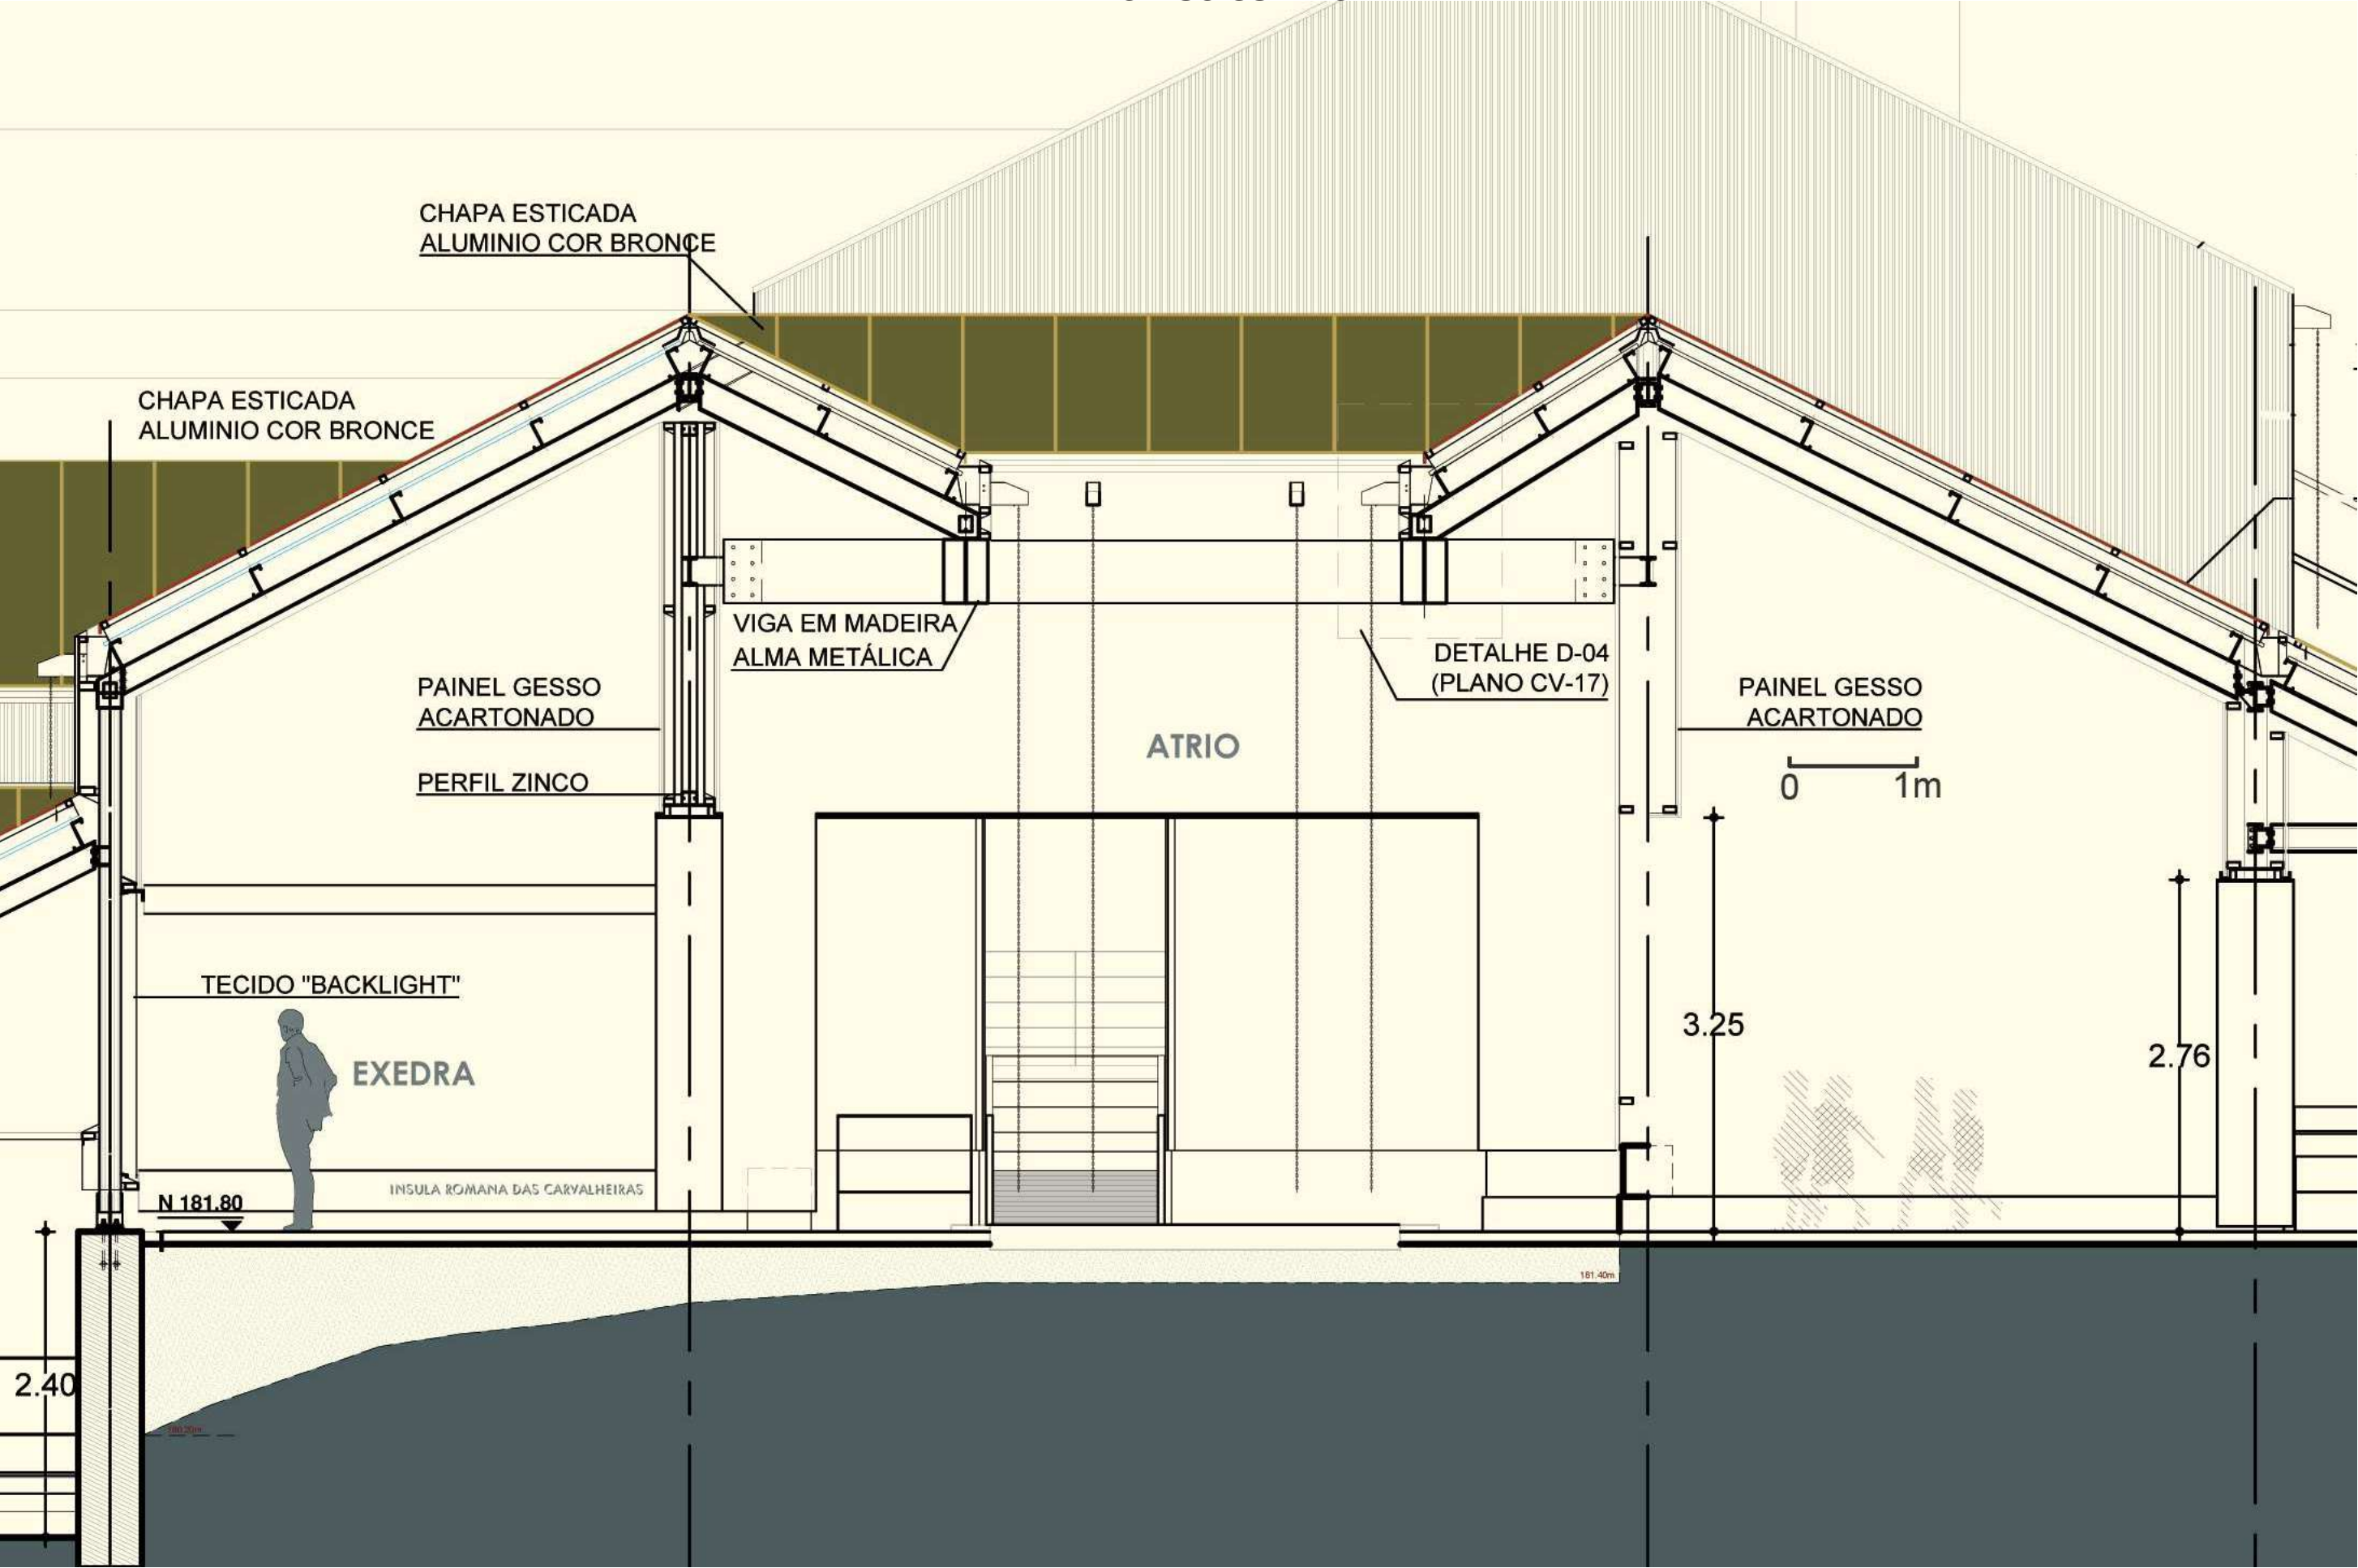 CHAPA ESTICADA
ALUMINIO COR BRONCE
CHAPA ESTICADA
ALUMINIO COR BRONCE
VIGA EM MADEIRA
ALMA METÁLICA
DETALHE D-04
(PLANO CV-17)
PAINEL GESSO
ACARTONADO
PAINEL GESSO
ACARTONADO
ATRIO
PERFIL ZINCO
0 1m
TECIDO "BACKLIGHT"
3.25
2.76
EXEDRA
INSULA ROMANA DAS CARVALHEIRAS
N 181.80
181.40m
2.40
180.20m